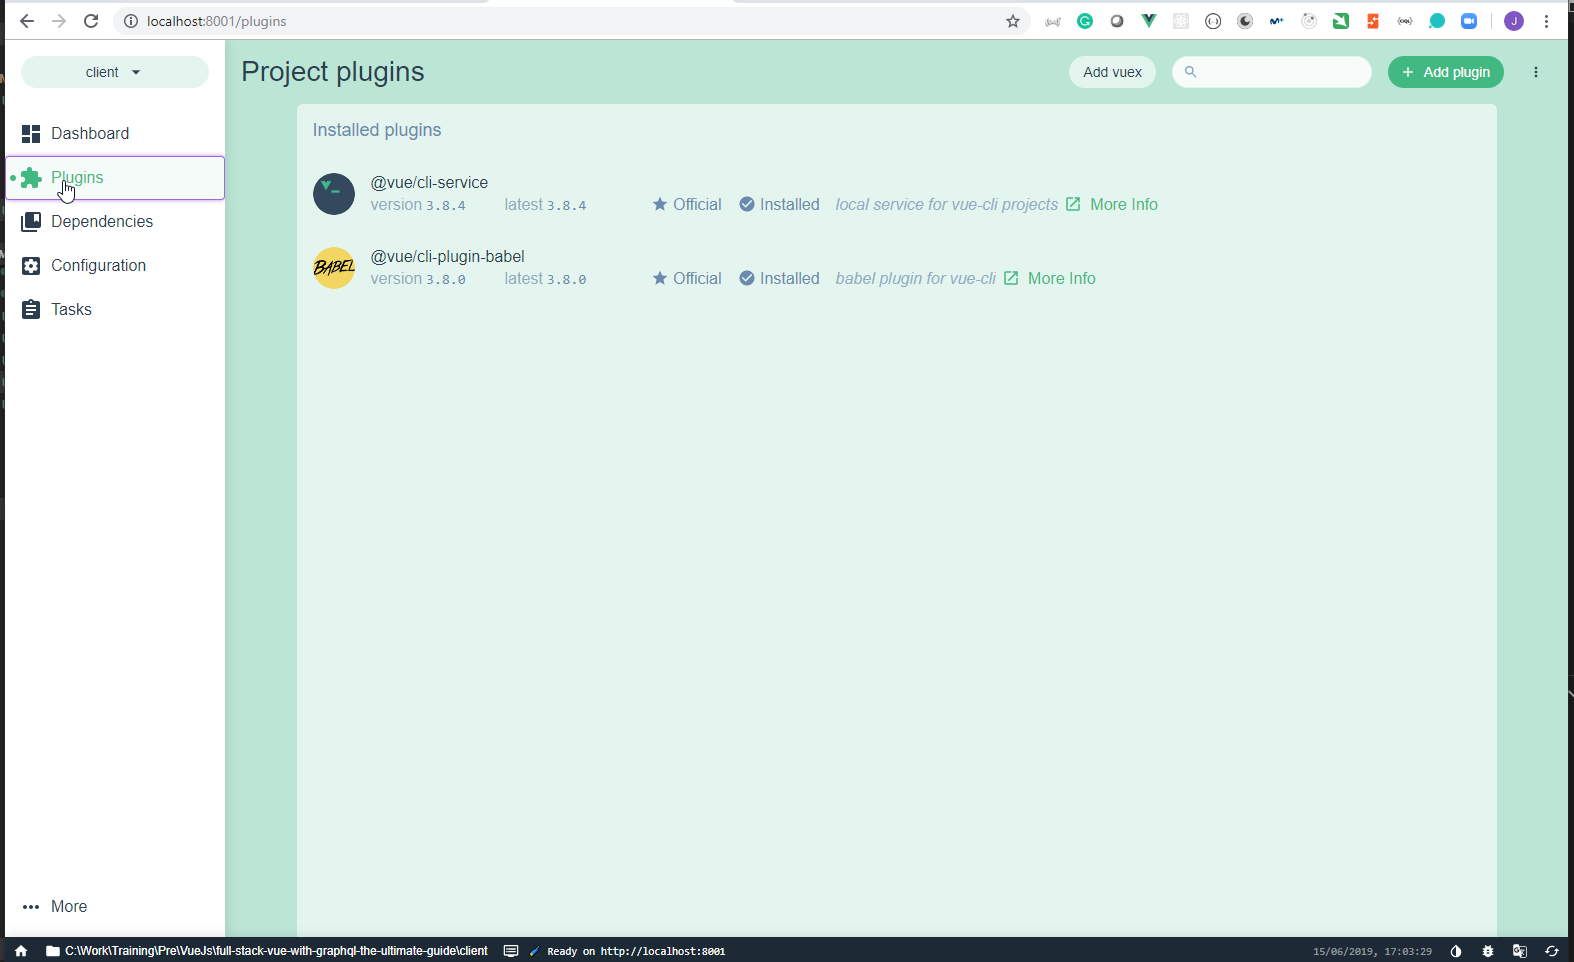 localhost:8001/plugins
J
client
Project plugins
Add vuex
Add plugin
Dashboard
Plugins
Dependencies
Configuration
Tasks
More
Installed plugins
@vue/cli-service
version 3.8.4 latest 3.8.4 Official Installed local service for vue-cli projects More Info
BABEL
@vue/cli-plugin-babel
version 3.8.0 latest 3.8.0 Official Installed babel plugin for vue-cli More Info
C:\Work\Training\Pre\VueJs\full-stack-vue-with-graphql-the-ultimate-guide\client Ready on http://localhost:8001 15/06/2019, 17:03:29